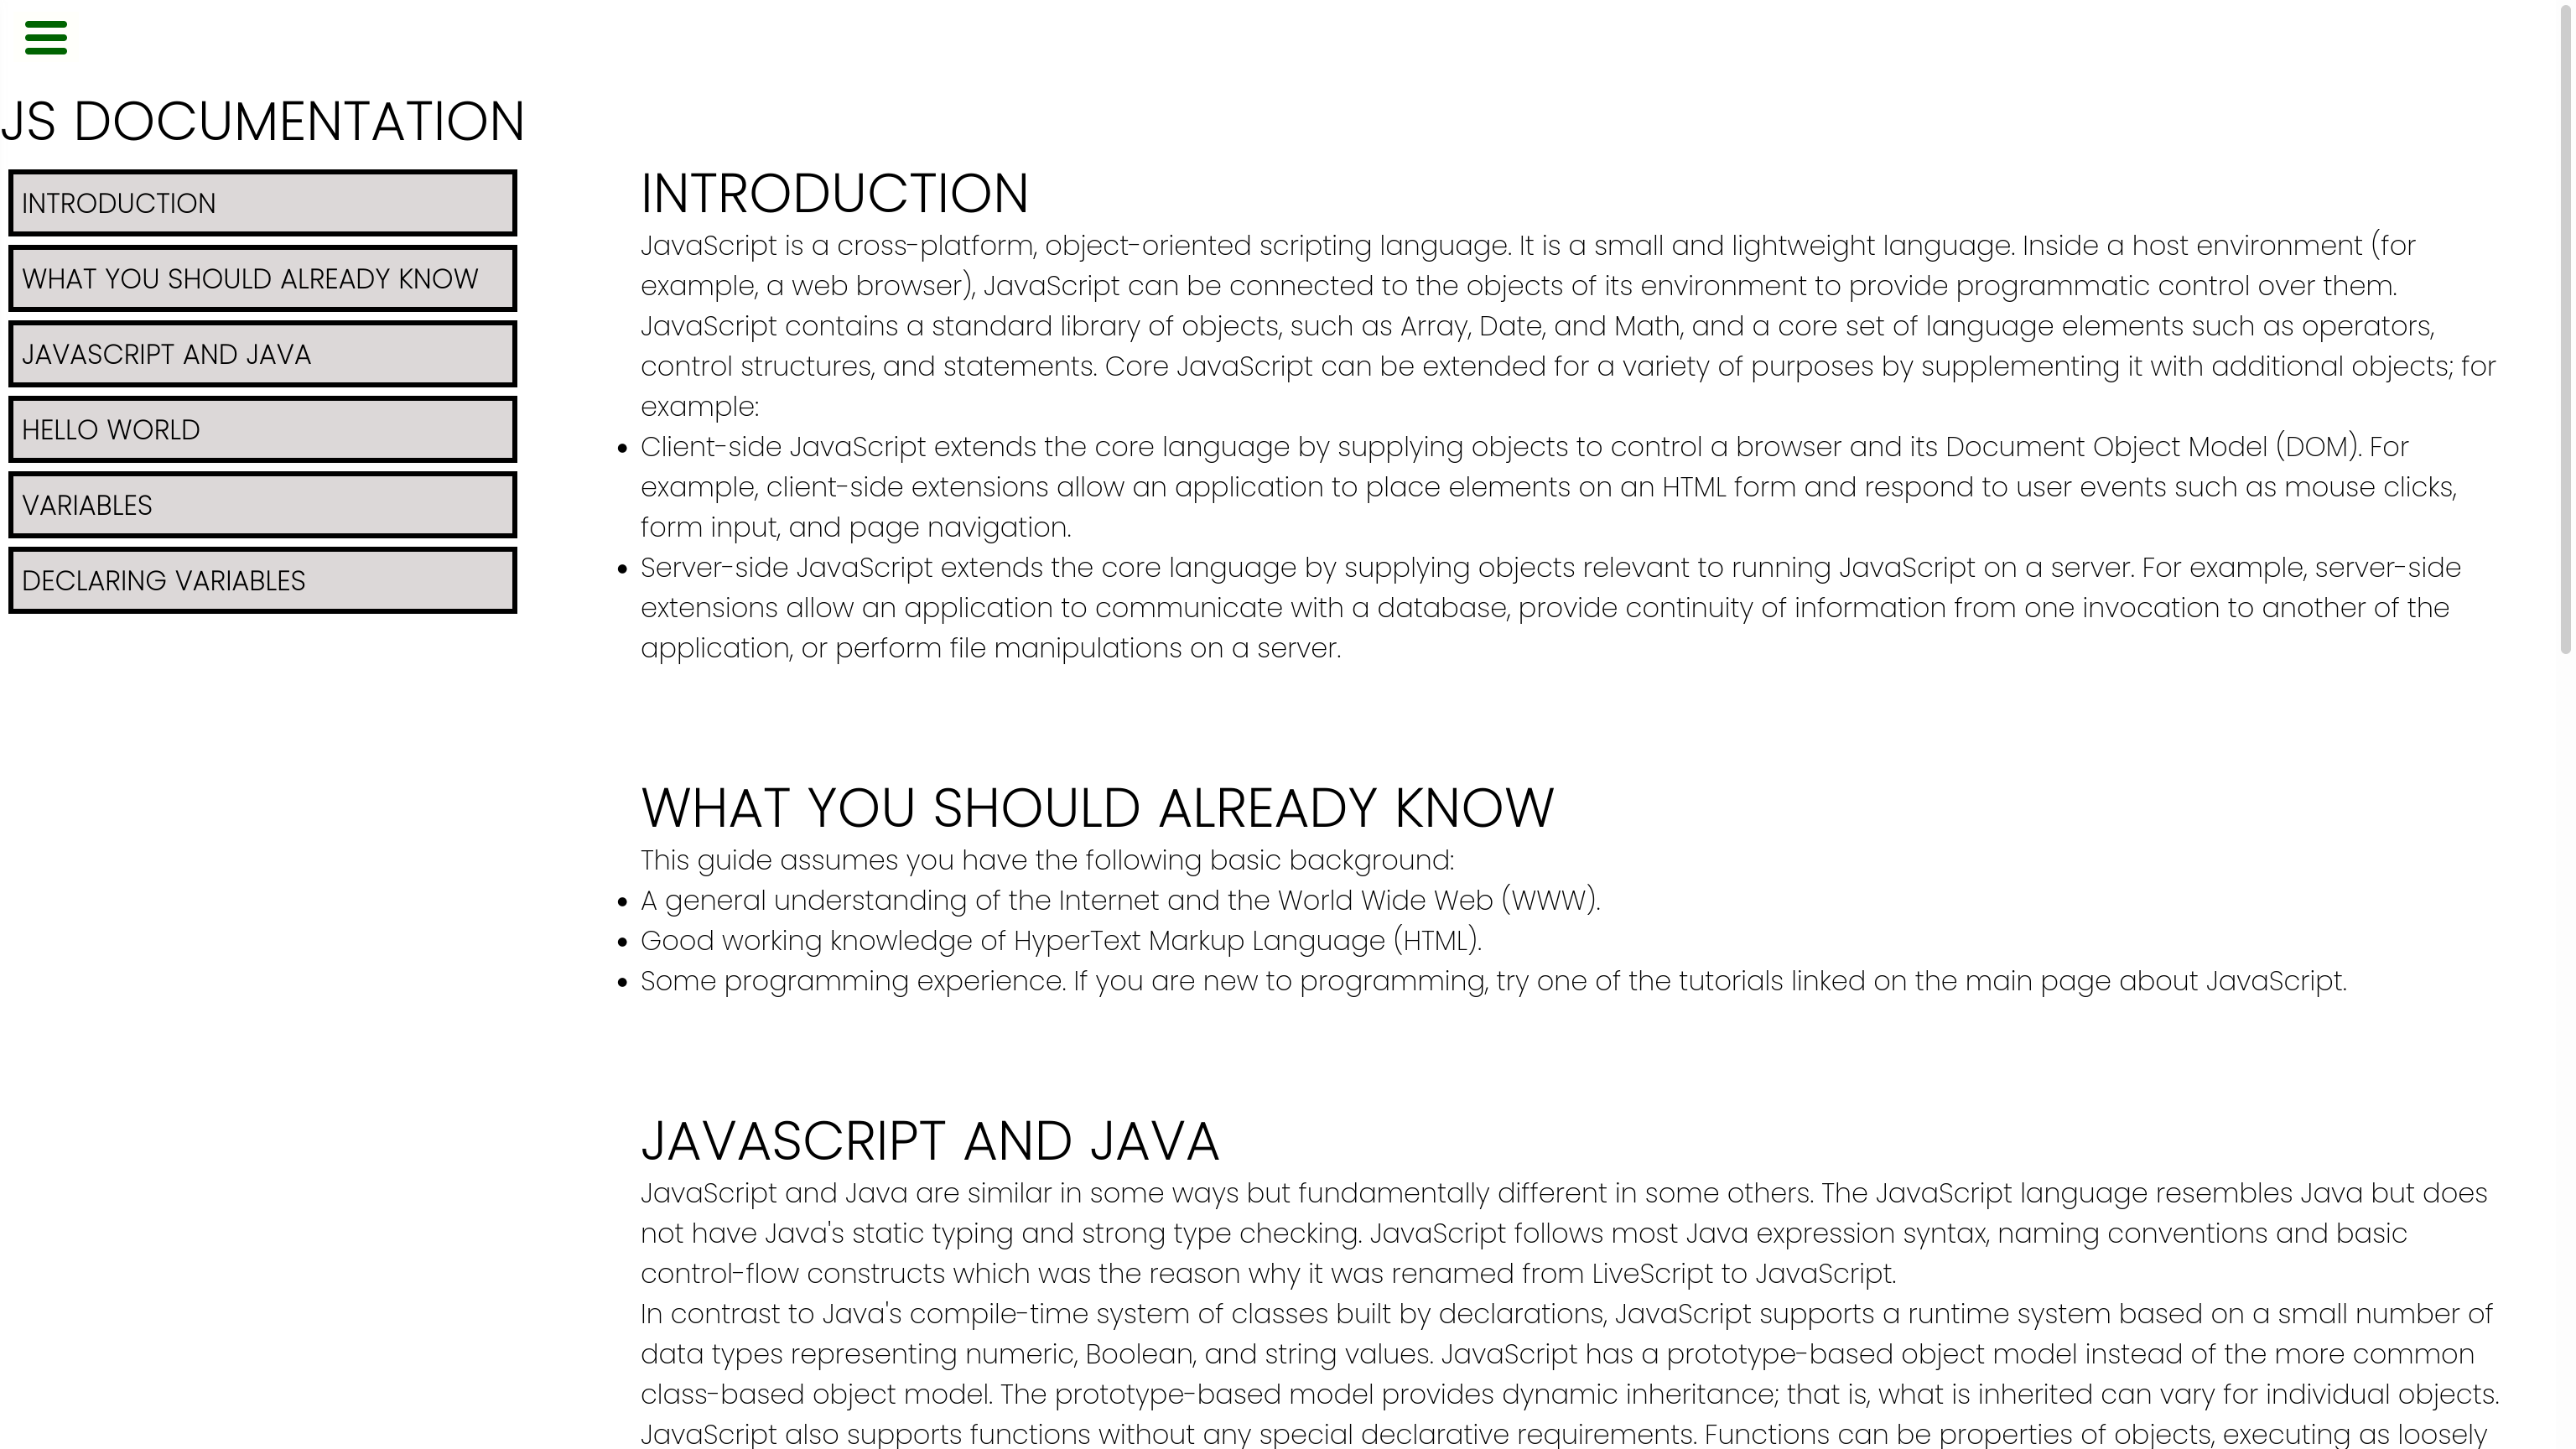 JS DOCUMENTATION
INTRODUCTION
WHAT YOU SHOULD ALREADY KNOW
JAVASCRIPT AND JAVA
HELLO WORLD
VARIABLES
DECLARING VARIABLES
INTRODUCTION
JavaScript is a cross-platform, object-oriented scripting language. It is a small and lightweight language. Inside a host environment (for
example, a web browser), JavaScript can be connected to the objects of its environment to provide programmatic control over them.
JavaScript contains a standard library of objects, such as Array, Date, and Math, and a core set of language elements such as operators,
control structures, and statements. Core JavaScript can be extended for a variety of purposes by supplementing it with additional objects; for
example:
• Client-side JavaScript extends the core language by supplying objects to control a browser and its Document Object Model (DOM). For
example, client-side extensions allow an application to place elements on an HTML form and respond to user events such as mouse clicks,
form input, and page navigation.
• Server-side JavaScript extends the core language by supplying objects relevant to running JavaScript on a server. For example, server-side
extensions allow an application to communicate with a database, provide continuity of information from one invocation to another of the
application, or perform file manipulations on a server.
WHAT YOU SHOULD ALREADY KNOW
This guide assumes you have the following basic background:
• A general understanding of the Internet and the World Wide Web (WWW).
• Good working knowledge of HyperText Markup Language (HTML).
• Some programming experience. If you are new to programming, try one of the tutorials linked on the main page about JavaScript.
JAVASCRIPT AND JAVA
JavaScript and Java are similar in some ways but fundamentally different in some others. The JavaScript language resembles Java but does
not have Java's static typing and strong type checking. JavaScript follows most Java expression syntax, naming conventions and basic
control-flow constructs which was the reason why it was renamed from LiveScript to JavaScript.
In contrast to Java's compile-time system of classes built by declarations, JavaScript supports a runtime system based on a small number of
data types representing numeric, Boolean, and string values. JavaScript has a prototype-based object model instead of the more common
class-based object model. The prototype-based model provides dynamic inheritance; that is, what is inherited can vary for individual objects.
JavaScript also supports functions without any special declarative requirements. Functions can be properties of objects, executing as loosely